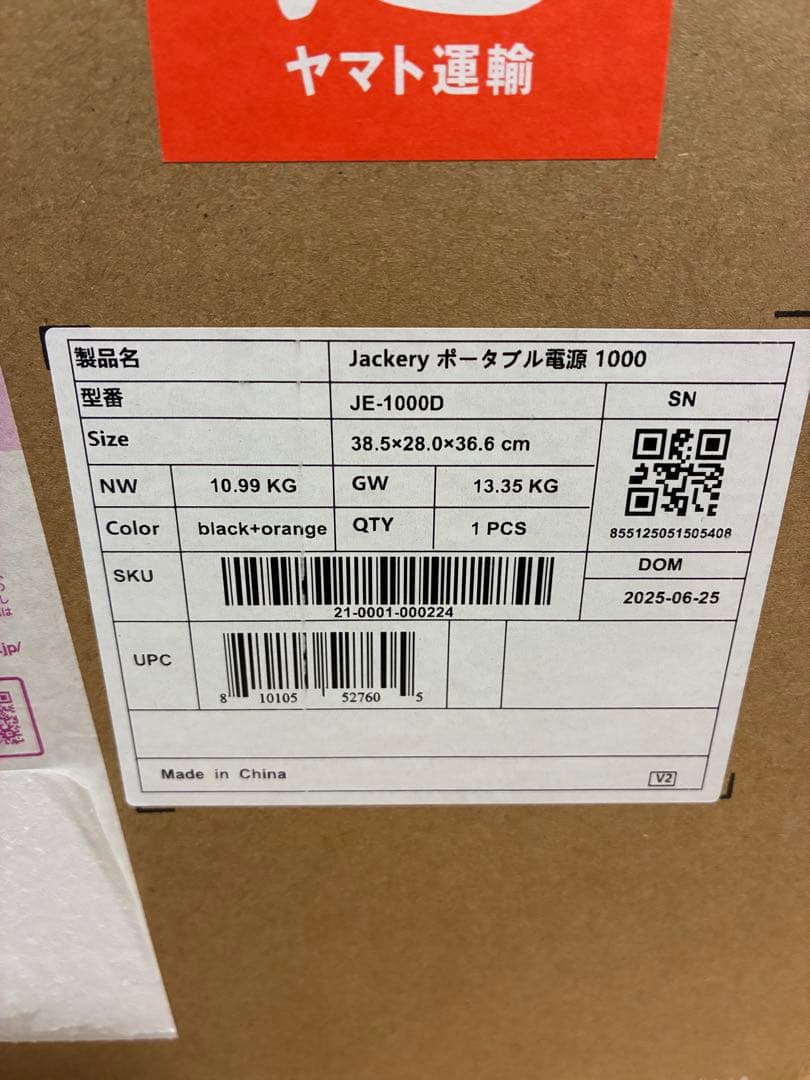 ヤマト運輸
製品名 Jackery ポータブル電源 1000
型番 JE-1000D SN
Size 38.5×28.0×36.6 cm
NW 10.99 KG GW 13.35 KG
855125051505408
Color black+orange QTY 1 PCS
SKU 21-0001-000224
DOM
2025-06-25
UPC 8 10105 52760 5
Made in China V2
.jp/